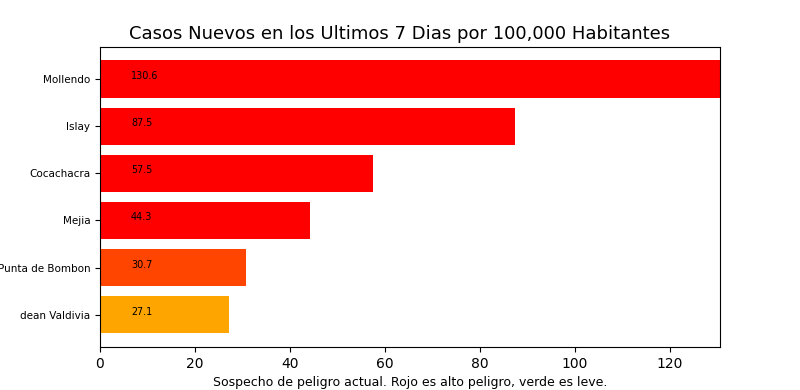 Casos Nuevos en los Ultimos 7 Dias por 100,000 Habitantes
Mollendo 130.6
Islay 87.5
Cocachacra 57.5
Mejia 44.3
Punta de Bombon 30.7
dean Valdivia 27.1
0 20 40 60 80 100 120
Sospecho de peligro actual. Rojo es alto peligro, verde es leve.